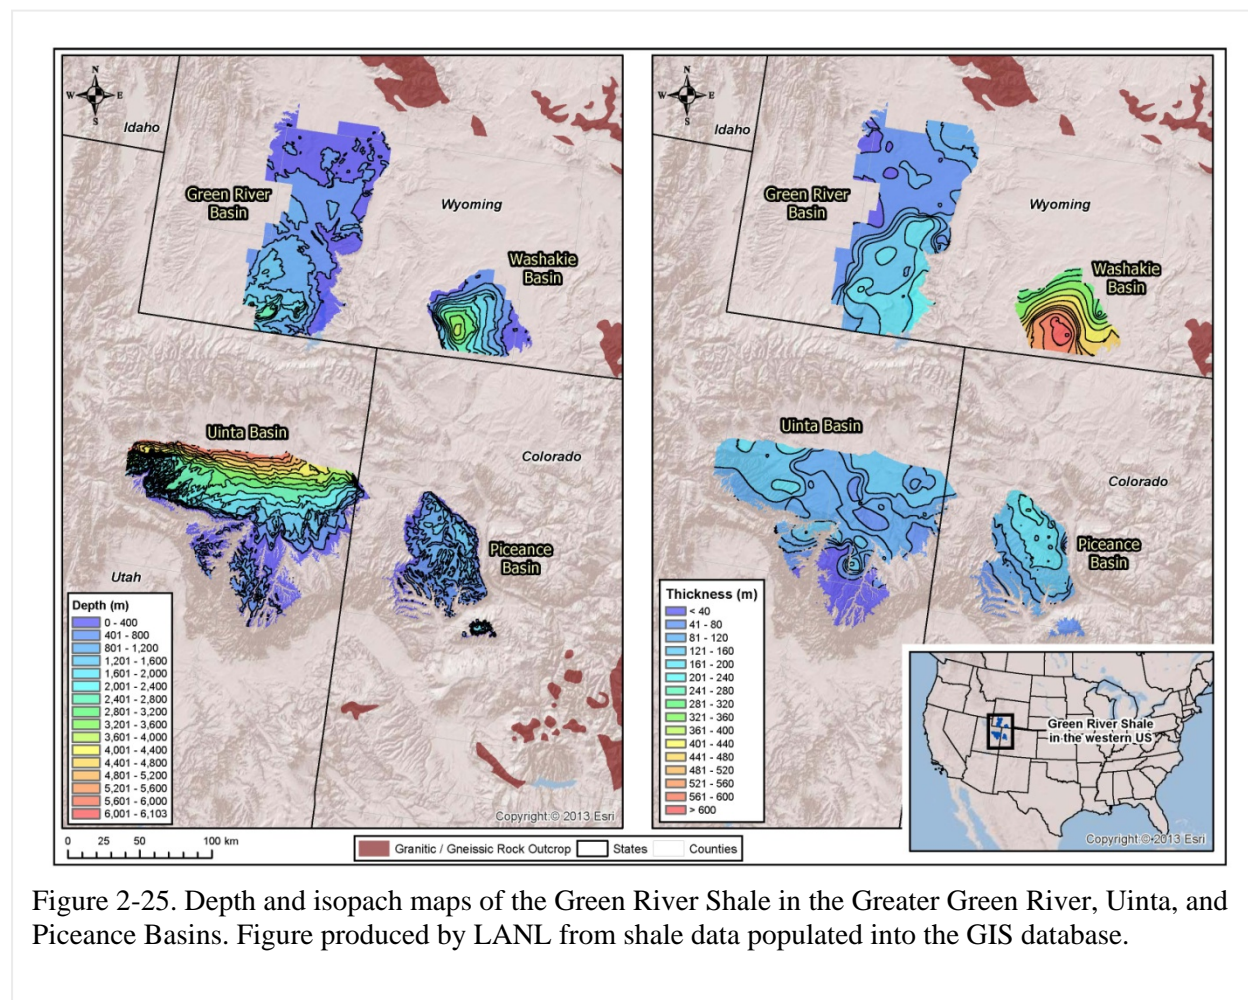 N
W E
S
Idaho
Green River
Basin
Wyoming
Washakie
Basin
Uinta Basin
Colorado
Piceance
Basin
Utah
Depth (m)
0 - 400
401 - 800
801 - 1,200
1,201 - 1,600
1,601 - 2,000
2,001 - 2,400
2,401 - 2,800
2,801 - 3,200
3,201 - 3,600
3,601 - 4,000
4,001 - 4,400
4,401 - 4,800
4,801 - 5,200
5,201 - 5,600
5,601 - 6,000
6,001 - 6,103
Copyright:© 2013 Esri
N
W E
S
Idaho
Green River
Basin
Wyoming
Washakie
Basin
Uinta Basin
Colorado
Piceance
Basin
Thickness (m)
< 40
41 - 80
81 - 120
121 - 160
161 - 200
201 - 240
241 - 280
281 - 320
321 - 360
361 - 400
401 - 440
441 - 480
481 - 520
521 - 560
561 - 600
> 600
Green River Shale
in the western US
Copyright:© 2013 Esri
0 25 50 100 km
Granitic / Gneissic Rock Outcrop States Counties
Figure 2-25. Depth and isopach maps of the Green River Shale in the Greater Green River, Uinta, and
Piceance Basins. Figure produced by LANL from shale data populated into the GIS database.